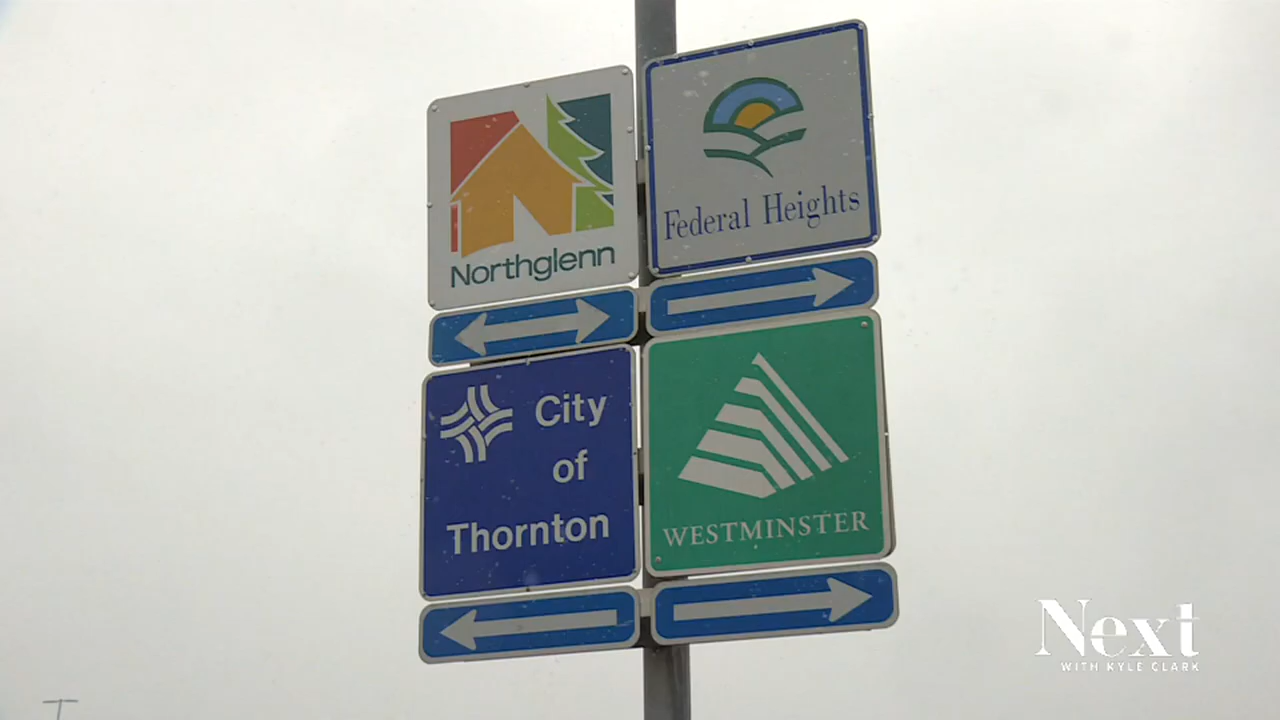 Northglenn
Federal Heights
City
of
Thornton
WESTMINSTER
Next
WITH KYLE CLARK